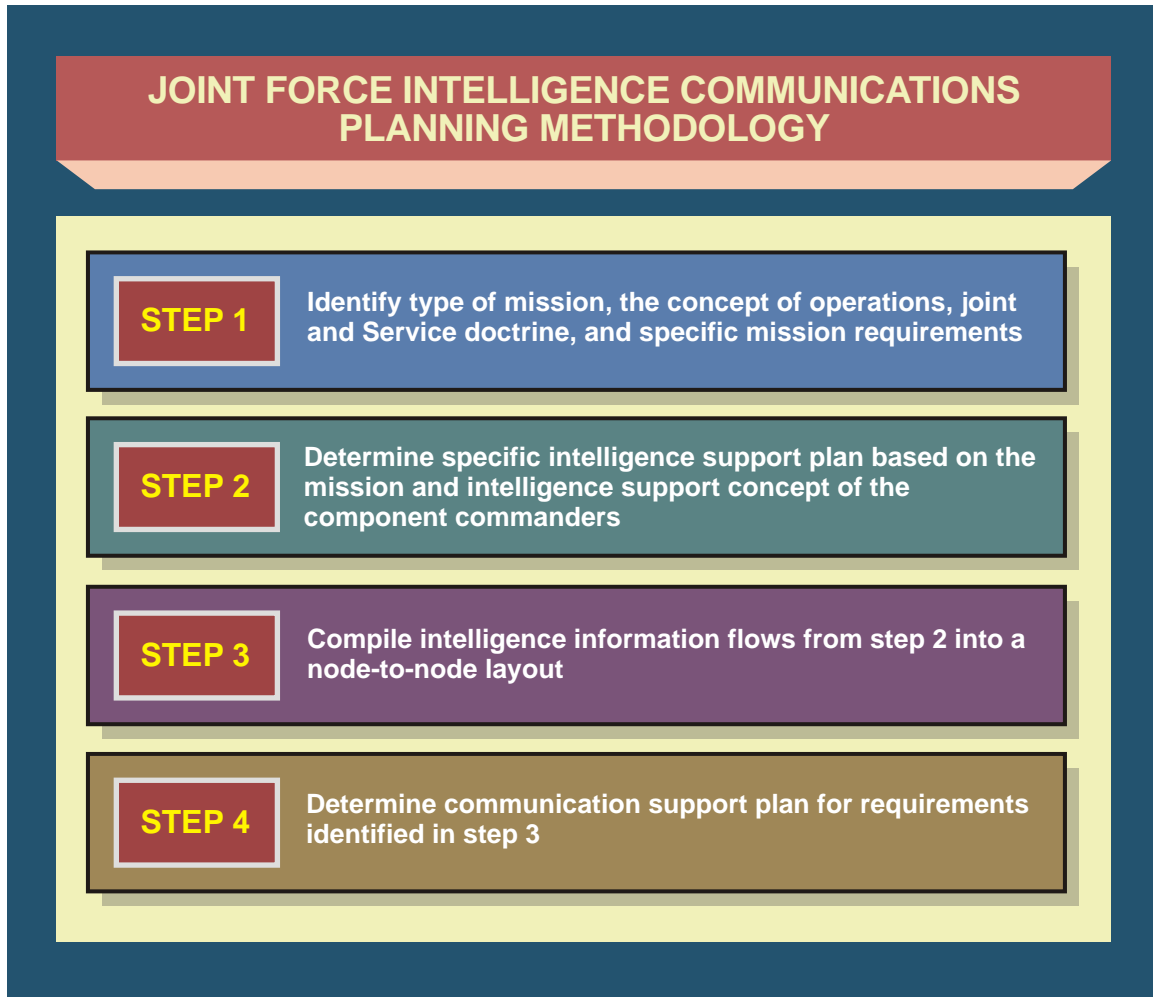 JOINT FORCE INTELLIGENCE COMMUNICATIONS
PLANNING METHODOLOGY
STEP 1
Identify type of mission, the concept of operations, joint
and Service doctrine, and specific mission requirements
STEP 2
Determine specific intelligence support plan based on the
mission and intelligence support concept of the
component commanders
STEP 3
Compile intelligence information flows from step 2 into a
node-to-node layout
STEP 4
Determine communication support plan for requirements
identified in step 3